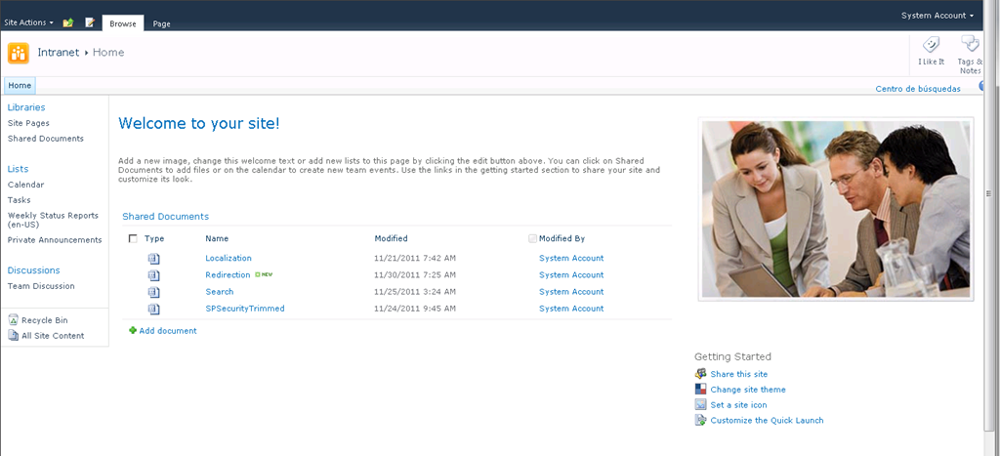 Site Actions
Browse
Page
System Account
Intranet
Home
I Like It
Tags &
Notes
Home
Centro de búsquedas
Libraries
Site Pages
Shared Documents
Lists
Calendar
Tasks
Weekly Status Reports
(en-US)
Private Announcements
Discussions
Team Discussion
Recycle Bin
All Site Content
Welcome to your site!
Add a new image, change this welcome text or add new lists to this page by clicking the edit button above. You can click on Shared
Documents to add files or on the calendar to create new team events. Use the links in the getting started section to share your site and
customize its look.
Shared Documents
Type Name Modified Modified By
Localization 11/21/2011 7:42 AM System Account
Redirection NEW 11/30/2011 7:25 AM System Account
Search 11/25/2011 3:24 AM System Account
SPSecurityTrimmed 11/24/2011 9:45 AM System Account
Add document
Getting Started
Share this site
Change site theme
Set a site icon
Customize the Quick Launch